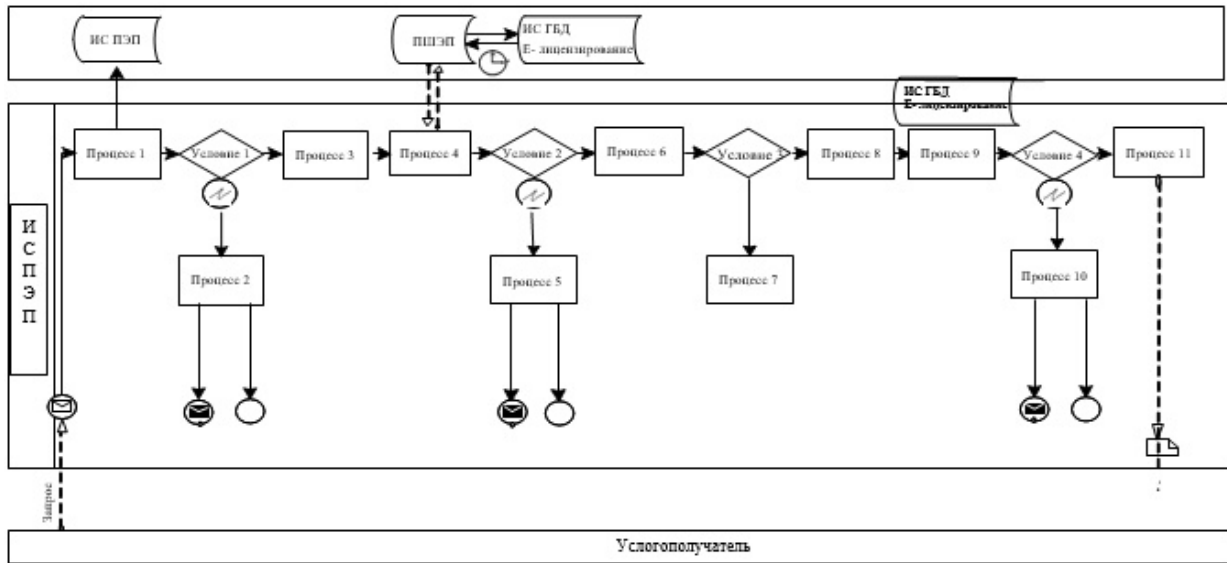 ИС ПЭП
ПШЭП
ИС ГБД
Е- лицензирование
ИС ГБД
Е- лицензирование
Процесс 1
Условие 1
Процесс 3
Процесс 4
Условие 2
Процесс 6
Условие 3
Процесс 8
Процесс 9
Условие 4
Процесс 11
И
С
П
П
Э
П
Процесс 2
Процесс 5
Процесс 7
Процесс 10
Запрос
Услогополучатель